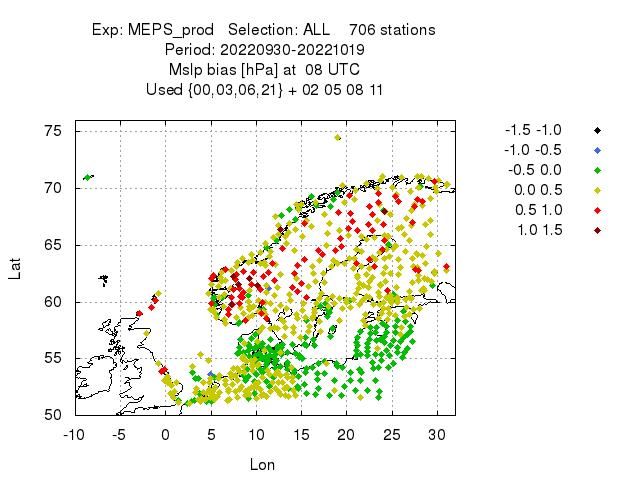 Exp: MEPS_prod   Selection: ALL    706 stations
Period: 20220930-20221019
Mslp bias [hPa] at  08 UTC
Used {00,03,06,21} + 02 05 08 11
75
70
65
60
55
50
Lat
-10 -5 0 5 10 15 20 25 30
Lon
-1.5 -1.0
-1.0 -0.5
-0.5 0.0
0.0 0.5
0.5 1.0
1.0 1.5